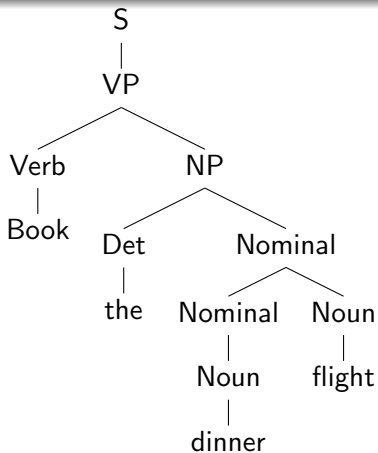 S
VP
Verb NP
Book Det Nominal
the Nominal Noun
Noun flight
dinner